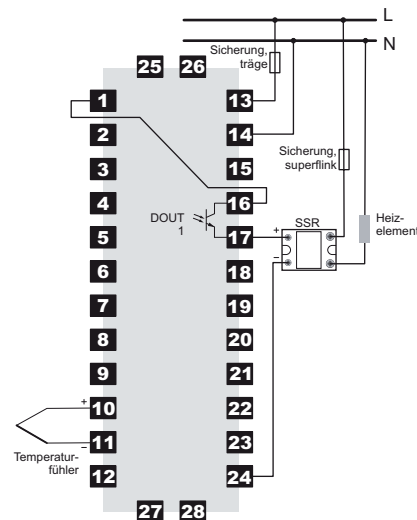 L
N
Sicherung,
träge
25 26
1 13
2 14
Sicherung,
superflink
3 15
4 16
DOUT
1
5 17
+
–
SSR
Heiz-
element
6 18
7 19
8 20
9 21
10 22
+
11 23
–
Temperatur-
fühler
12 24
27 28